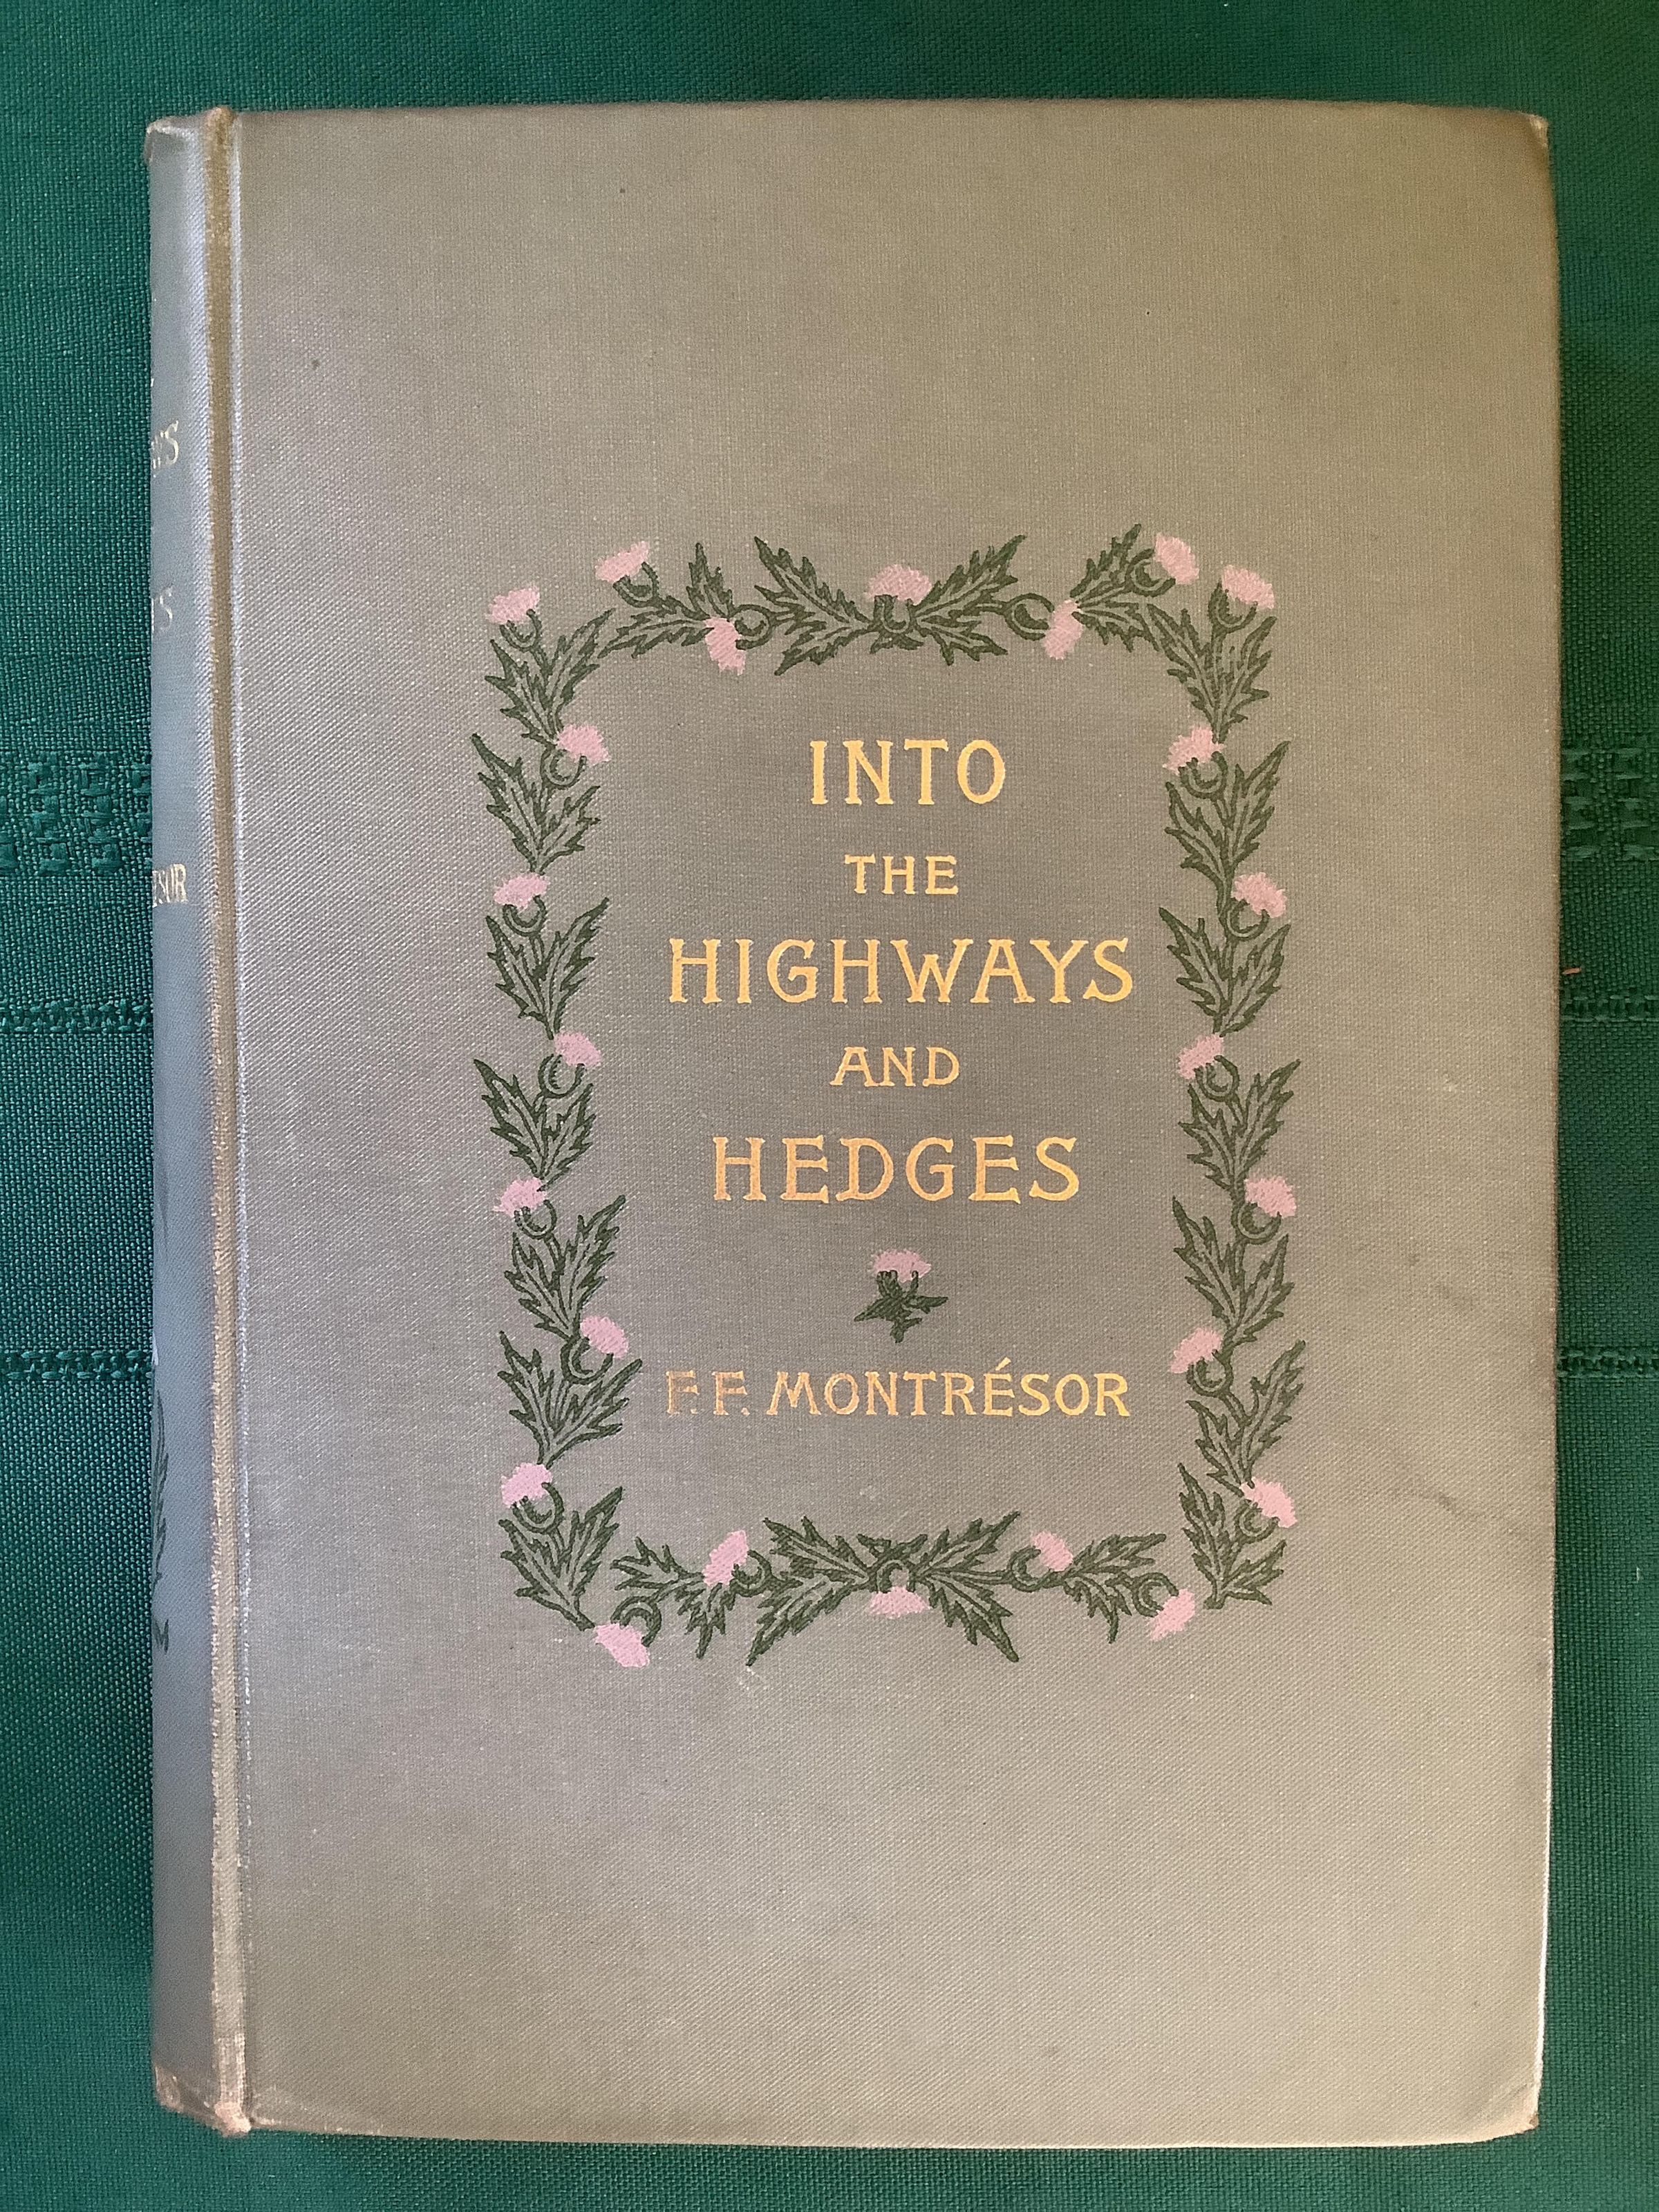 INTO
THE
HIGHWAYS
AND
HEDGES
F. F. MONTRÉSOR